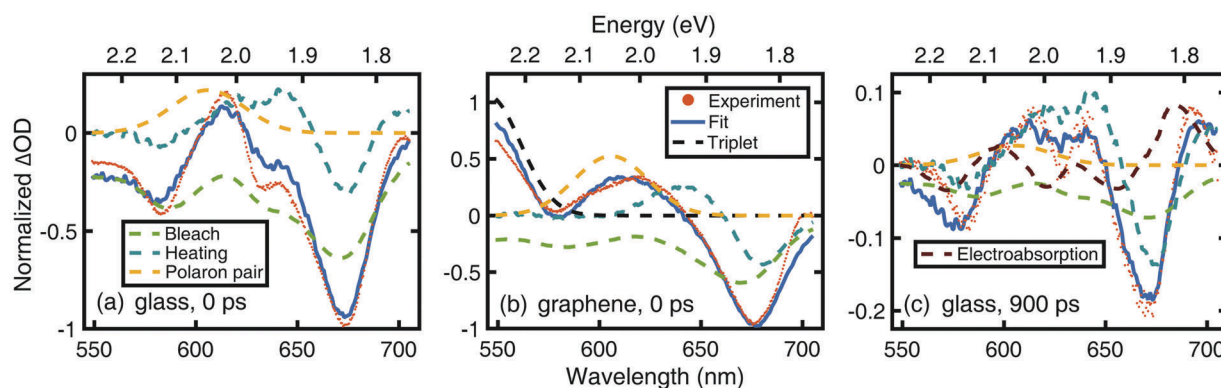 Energy (eV)
2.2 2.1 2.0 1.9 1.8
2.2 2.1 2.0 1.9 1.8
2.2 2.1 2.0 1.9 1.8
Normalized ΔOD
0
-0.5
-1
Bleach
Heating
Polaron pair
(a) glass, 0 ps
550 600 650 700
1
0.5
0
-0.5
-1
Experiment
Fit
Triplet
(b) graphene, 0 ps
550 600 650 700
0.1
0
-0.1
-0.2
Electroabsorption
(c) glass, 900 ps
550 600 650 700
Wavelength (nm)